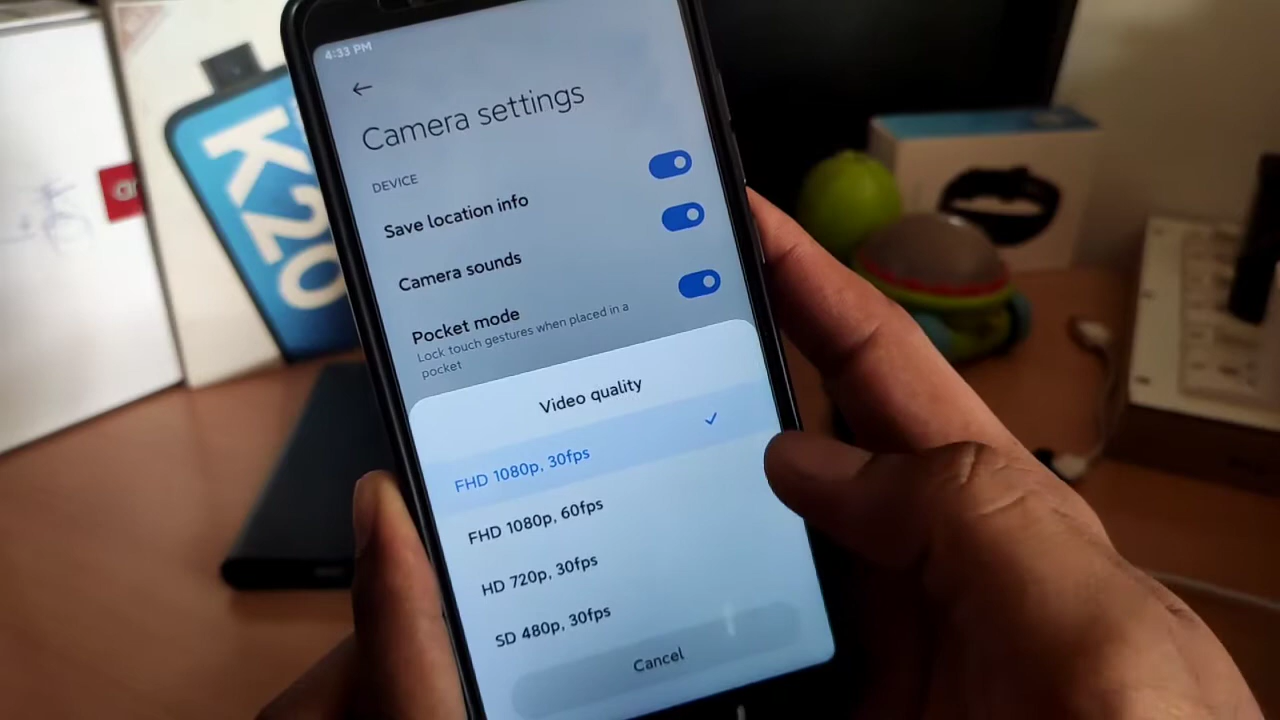 4:33 PM
Camera settings
DEVICE
Save location info
Camera sounds
Pocket mode
Lock touch gestures when placed in a
pocket
Video quality
FHD 1080p, 30fps
FHD 1080p, 60fps
HD 720p, 30fps
SD 480p, 30fps
Cancel
K20